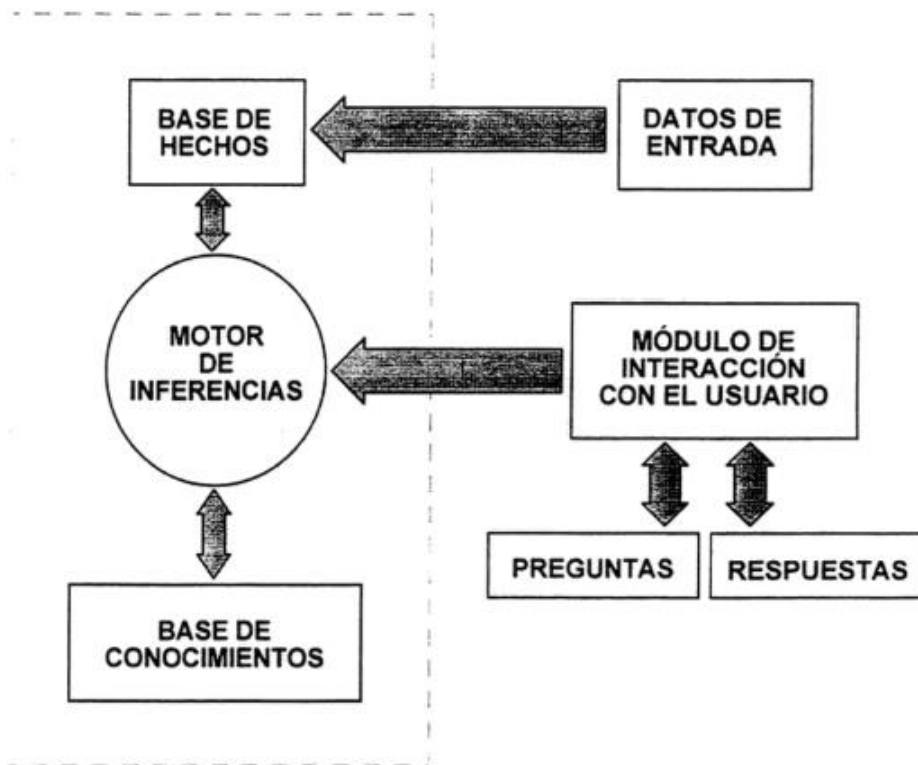 BASE DE
HECHOS
DATOS DE
ENTRADA
MOTOR
DE
INFERENCIAS
MÓDULO DE
INTERACCIÓN
CON EL USUARIO
PREGUNTAS
RESPUESTAS
BASE DE
CONOCIMIENTOS